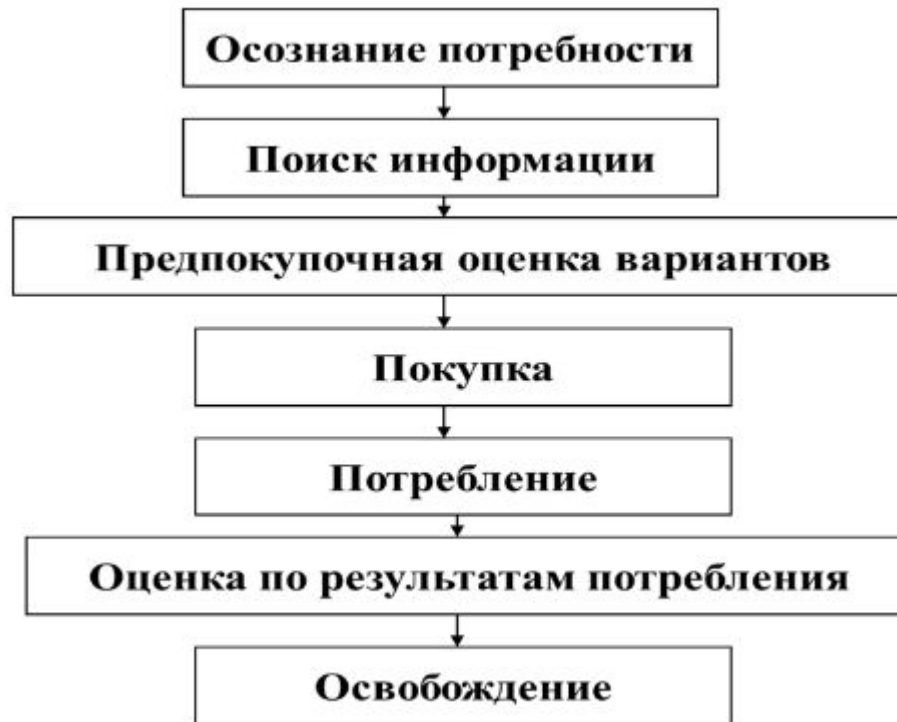 Осознание потребности
Поиск информации
Предпокупочная оценка вариантов
Покупка
Потребление
Оценка по результатам потребления
Освобождение